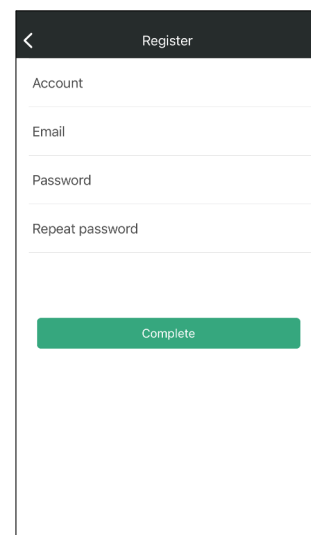 Register
Account
Email
Password
Repeat password
Complete